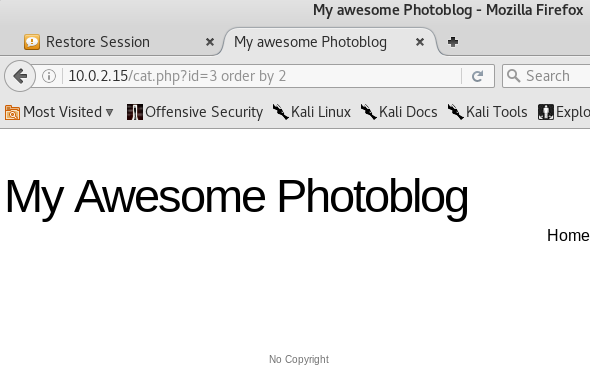 My awesome Photoblog - Mozilla Firefox
Restore Session × My awesome Photoblog ×
10.0.2.15/cat.php?id=3 order by 2 Search
Most Visited Offensive Security Kali Linux Kali Docs Kali Tools Explo
My Awesome Photoblog
Home
No Copyright